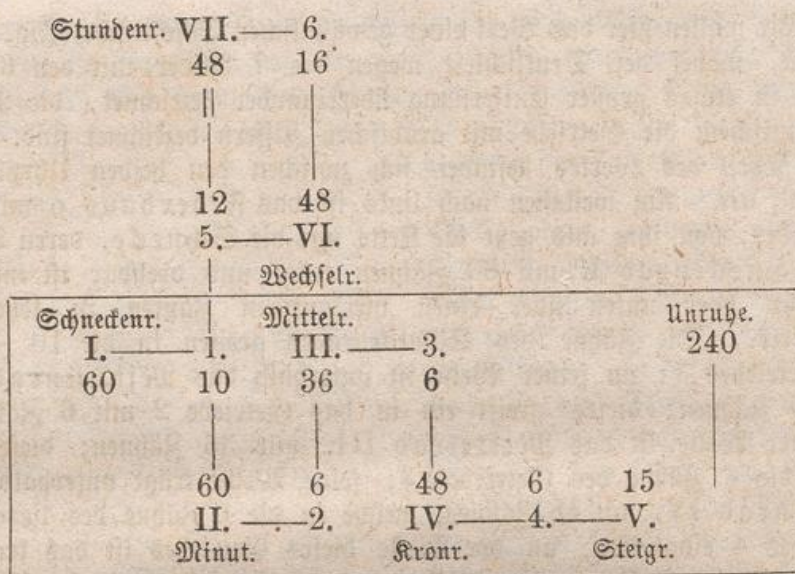 Stundenr. VII. — 6.
48 16
12 48
5. — VI.
Wechselr.
Schneckenr. Mittelr. Unruhe.
I. — 1. III. — 3. 240
60 10 36 6
60 6 48 6 15
II. — 2. IV. — 4. — V.
Minut. Kronr. Steigr.